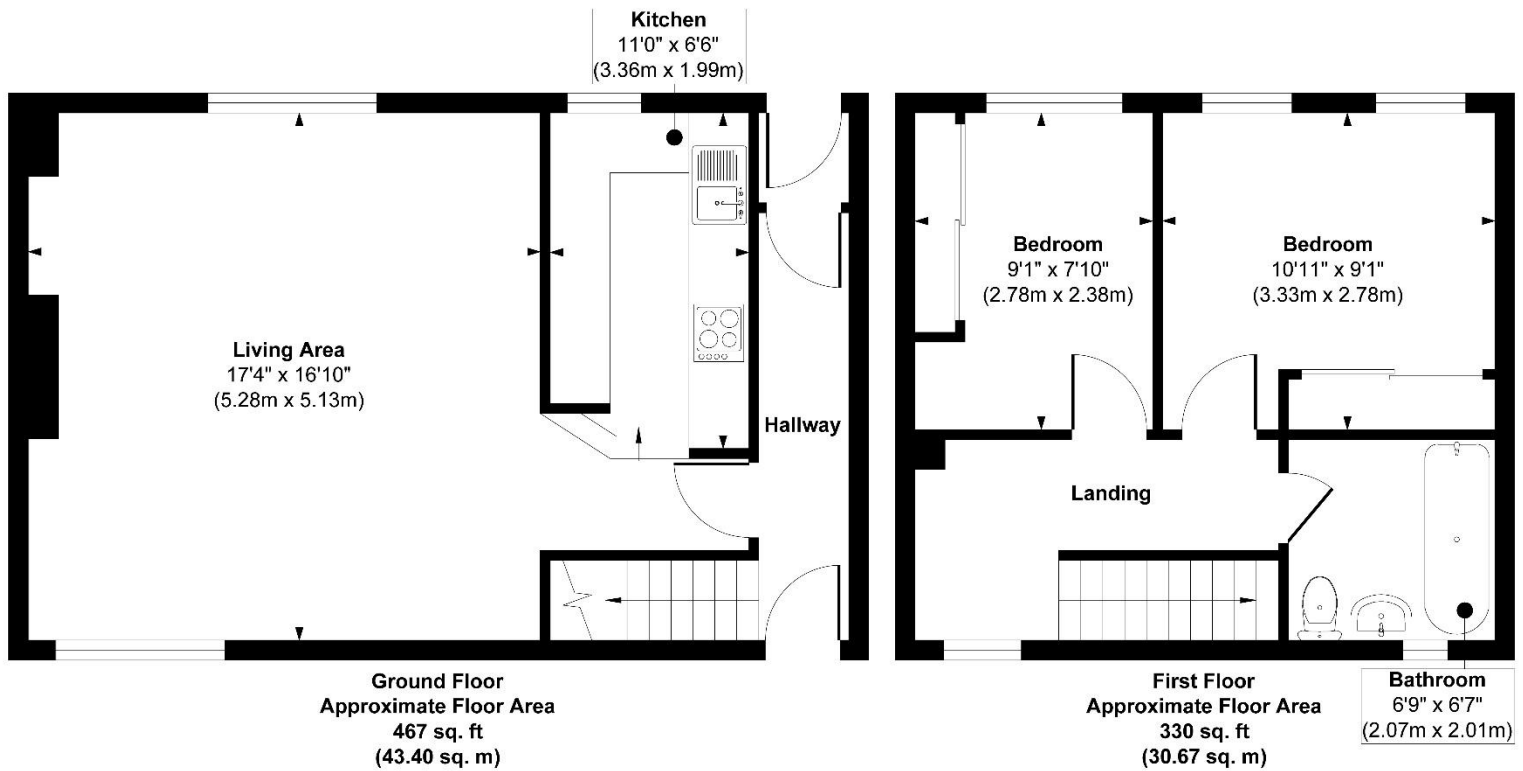 Kitchen
11'0" x 6'6"
(3.36m x 1.99m)
Living Area
17'4" x 16'10"
(5.28m x 5.13m)
Hallway
Ground Floor
Approximate Floor Area
467 sq. ft
(43.40 sq. m)
Bedroom
9'1" x 7'10"
(2.78m x 2.38m)
Bedroom
10'11" x 9'1"
(3.33m x 2.78m)
Landing
First Floor
Approximate Floor Area
330 sq. ft
(30.67 sq. m)
Bathroom
6'9" x 6'7"
(2.07m x 2.01m)